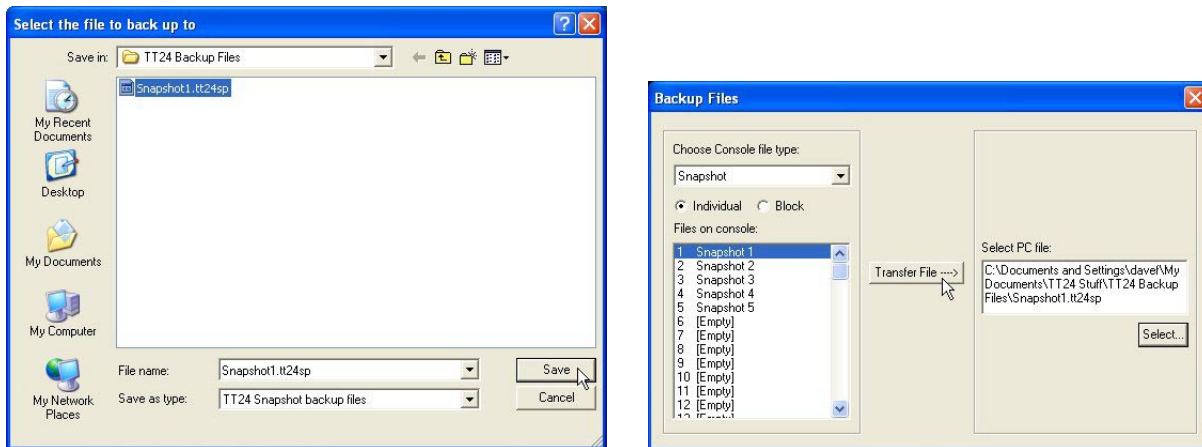 Select the file to back up to
Save in: TT24 Backup Files
Snapshot1.tt24sp
My Recent
Documents
Desktop
My Documents
My Computer
My Network
Places
File name: Snapshot1.tt24sp Save
Save as type: TT24 Snapshot backup files Cancel
Backup Files
Choose Console file type:
Snapshot
Individual Block
Files on console:
1 Snapshot 1
2 Snapshot 2
3 Snapshot 3
4 Snapshot 4
5 Snapshot 5
6 [Empty]
7 [Empty]
8 [Empty]
9 [Empty]
10 [Empty]
11 [Empty]
12 [Empty]
13 [Empty]
Transfer File ---->
Select PC file:
C:\Documents and Settings\davef\My
Documents\TT24 Stuff\TT24 Backup
Files\Snapshot1.tt24sp
Select...